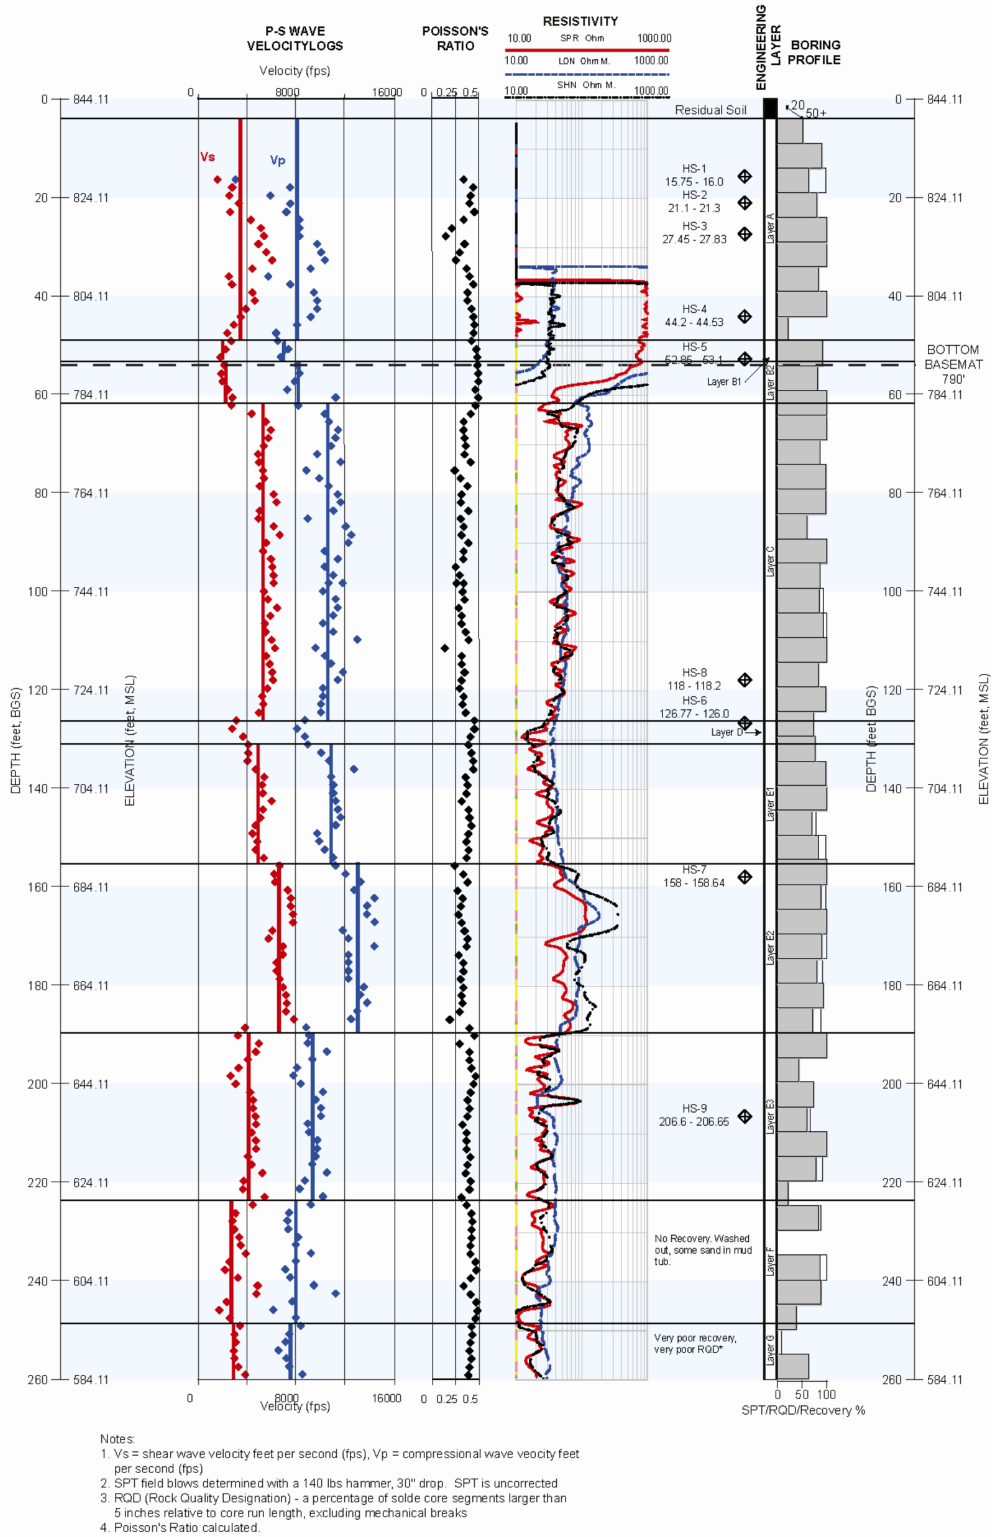 P-S WAVE
VELOCITYLOGS
Velocity (fps)
0 8000 16000
POISSON'S
RATIO
0 0.25 0.5
RESISTIVITY
10.00 SPR Ohm 1000.00
10.00 LON Ohm M. 1000.00
10.00 SHN Ohm M. 1000.00
ENGINEERING
LAYER
BORING
PROFILE
0 844.11
Residual Soil
20
50+
0 844.11
Vs
Vp
HS-1
15.75 - 16.0
20 824.11
HS-2
21.1 - 21.3
20 824.11
HS-3
27.45 - 27.83
Layer A
40 804.11
HS-4
44.2 - 44.53
40 804.11
HS-5
52.85 - 53.1
BOTTOM
BASEMAT
790'
Layer B1
Layer B2
60 784.11
60 784.11
80 764.11
80 764.11
Layer C
100 744.11
100 744.11
HS-8
118 - 118.2
120 724.11
HS-6
126.77 - 126.0
120 724.11
Layer D
DEPTH (feet, BGS)
ELEVATION (feet, MSL)
DEPTH (feet, BGS)
ELEVATION (feet, MSL)
140 704.11
Layer E1
140 704.11
HS-7
158 - 158.64
160 684.11
160 684.11
Layer E2
180 664.11
180 664.11
200 644.11
200 644.11
HS-9
206.6 - 206.65
Layer E3
220 624.11
220 624.11
No Recovery. Washed
out, some sand in mud
tub.
Layer F
240 604.11
240 604.11
Very poor recovery,
very poor RQD*
Layer G
260 584.11
260 584.11
0 8000 16000
Velocity (fps)
0 0.25 0.5
0 50 100
SPT/RQD/Recovery %
Notes:
1. Vs = shear wave velocity feet per second (fps), Vp = compressional wave veocity feet
per second (fps)
2. SPT field blows determined with a 140 lbs hammer, 30" drop. SPT is uncorrected
3. RQD (Rock Quality Designation) - a percentage of solde core segments larger than
5 inches relative to core run length, excluding mechanical breaks
4. Poisson's Ratio calculated.